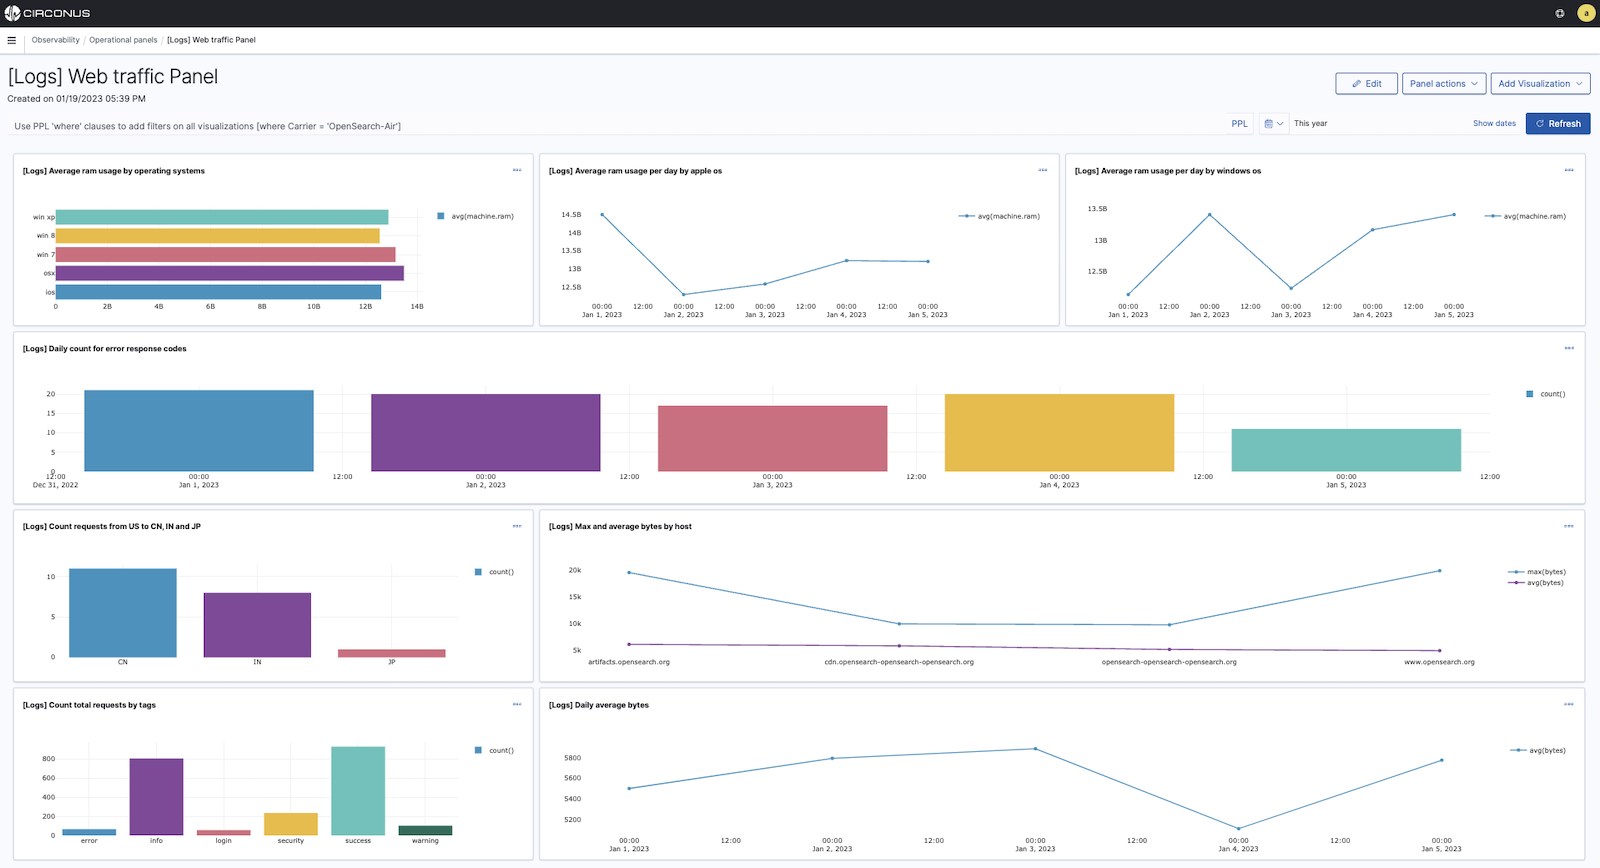 CIRCONUS
a
Observability / Operational panels / [Logs] Web traffic Panel
[Logs] Web traffic Panel
Created on 01/19/2023 05:39 PM
Edit
Panel actions
Add Visualization
Use PPL 'where' clauses to add filters on all visualizations [where Carrier = 'OpenSearch-Air']
PPL
This year
Show dates
Refresh
[Logs] Average ram usage by operating systems
win xp
win 8
win 7
osx
ios
0 2B 4B 6B 8B 10B 12B 14B
avg(machine.ram)
[Logs] Average ram usage per day by apple os
14.5B
14B
13.5B
13B
12.5B
00:00 12:00 00:00 12:00 00:00 12:00 00:00 12:00 00:00
Jan 1, 2023 Jan 2, 2023 Jan 3, 2023 Jan 4, 2023 Jan 5, 2023
avg(machine.ram)
[Logs] Average ram usage per day by windows os
13.5B
13B
12.5B
00:00 12:00 00:00 12:00 00:00 12:00 00:00 12:00 00:00
Jan 1, 2023 Jan 2, 2023 Jan 3, 2023 Jan 4, 2023 Jan 5, 2023
avg(machine.ram)
[Logs] Daily count for error response codes
20
15
10
5
0
12:00 00:00 12:00 00:00 12:00 00:00 12:00 00:00 12:00 00:00 12:00
Dec 31, 2022 Jan 1, 2023 Jan 2, 2023 Jan 3, 2023 Jan 4, 2023 Jan 5, 2023
count()
[Logs] Count requests from US to CN, IN and JP
10
5
0
CN IN JP
count()
[Logs] Max and average bytes by host
20k
15k
10k
5k
artifacts.opensearch.org cdn.opensearch-opensearch-opensearch.org opensearch-opensearch-opensearch.org www.opensearch.org
max(bytes)
avg(bytes)
[Logs] Count total requests by tags
800
600
400
200
0
error info login security success warning
count()
[Logs] Daily average bytes
5800
5600
5400
5200
00:00 12:00 00:00 12:00 00:00 12:00 00:00 12:00 00:00
Jan 1, 2023 Jan 2, 2023 Jan 3, 2023 Jan 4, 2023 Jan 5, 2023
avg(bytes)